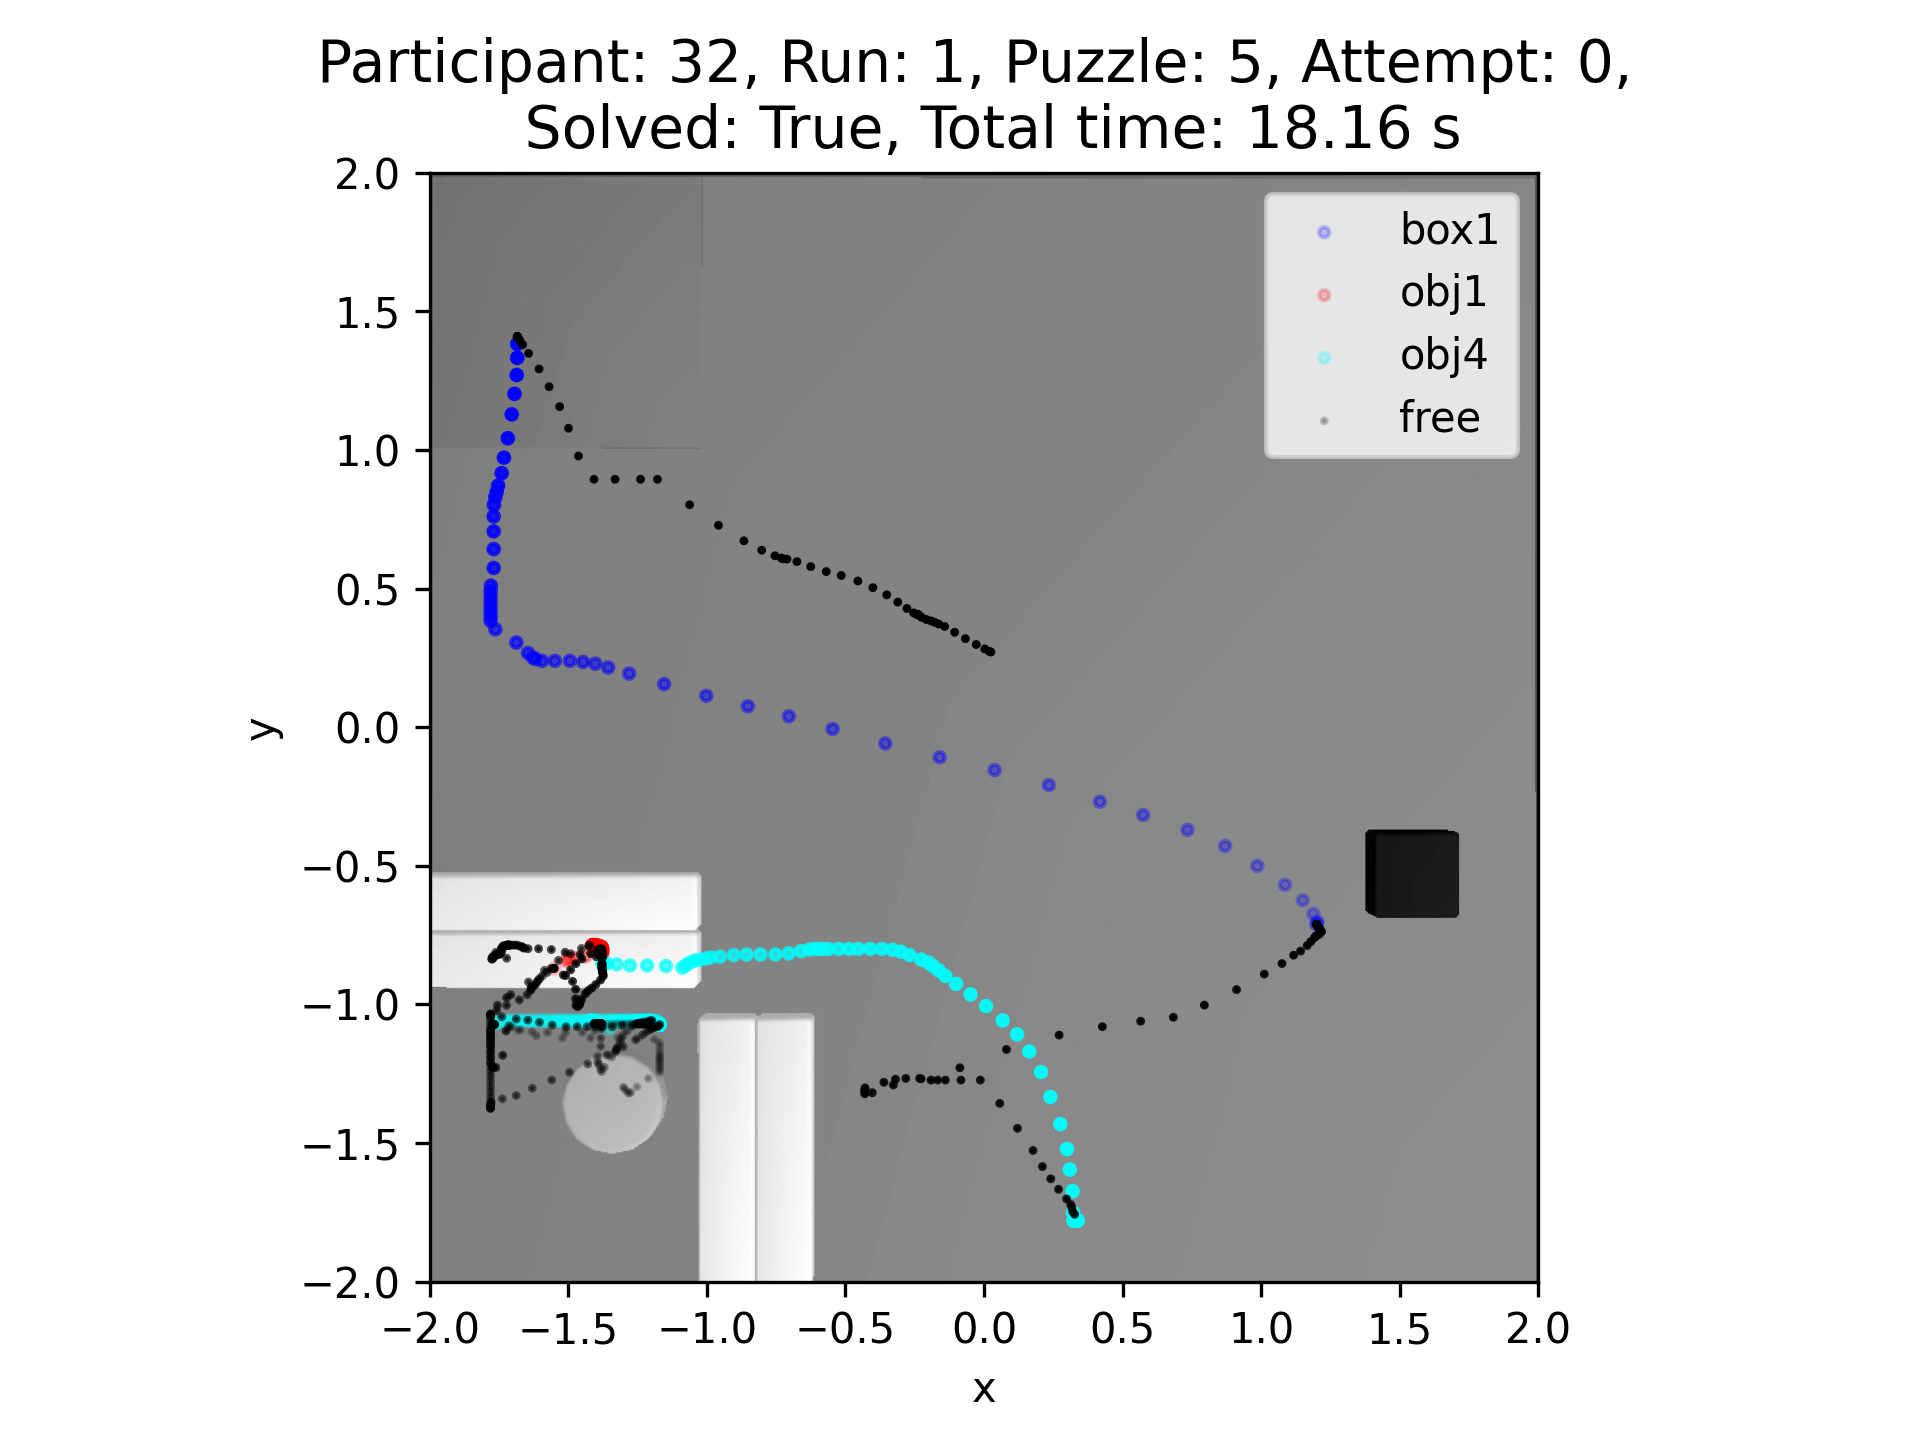 Participant: 32, Run: 1, Puzzle: 5, Attempt: 0,
Solved: True, Total time: 18.16 s
box1
obj1
obj4
free
2.0
1.5
1.0
0.5
0.0
−0.5
−1.0
−1.5
−2.0
y
−2.0 −1.5 −1.0 −0.5 0.0 0.5 1.0 1.5 2.0
x